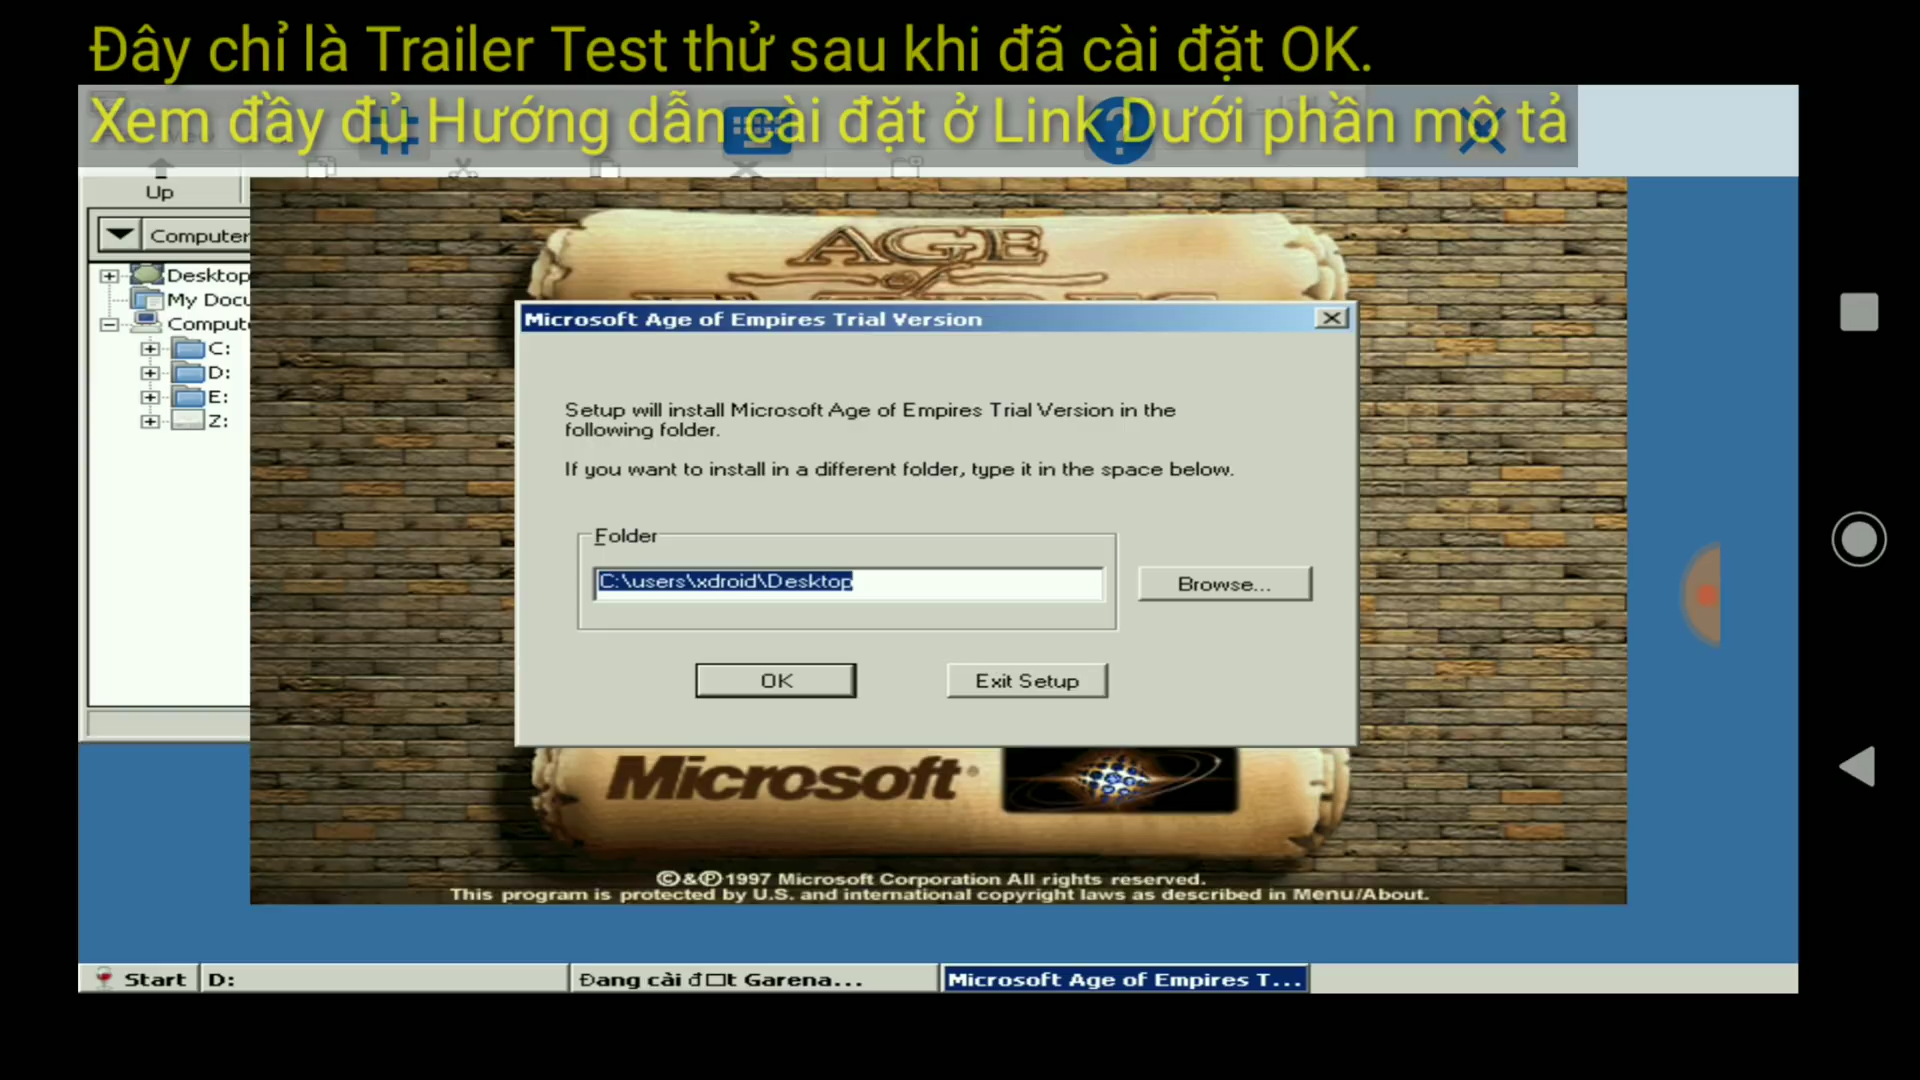 Đây chỉ là Trailer Test thử sau khi đã cài đặt OK.
Xem đầy đủ Hướng dẫn cài đặt ở Link Dưới phần mô tả
Up
Computer
Desktop
My Docu
Compute
C:
D:
E:
Z:
AGE
of
Microsoft Age of Empires Trial Version
Setup will install Microsoft Age of Empires Trial Version in the
following folder.
If you want to install in a different folder, type it in the space below.
Folder
C:\users\xdroid\Desktop
Browse...
OK
Exit Setup
Microsoft®
©&℗1997 Microsoft Corporation All rights reserved.
This program is protected by U.S. and international copyright laws as described in Menu/About.
Start D: Đang cài đ□t Garena... Microsoft Age of Empires T...